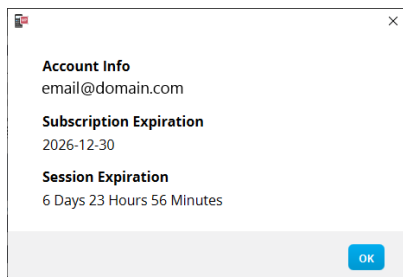 Account Info
email@domain.com
Subscription Expiration
2026-12-30
Session Expiration
6 Days 23 Hours 56 Minutes
OK